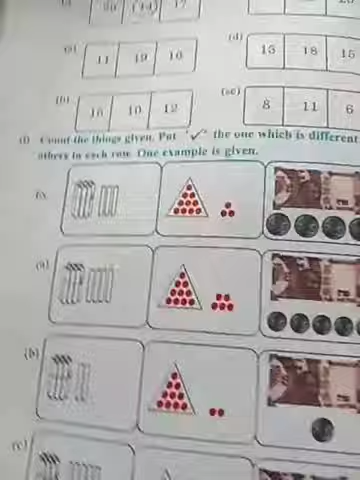 (d)
11 19 16
13 18 15
(b)
16 10 12
8 11 6
Count the things given. Put "✓" the one which is different
others in each row. One example is given.
(a)
(b)
(c)